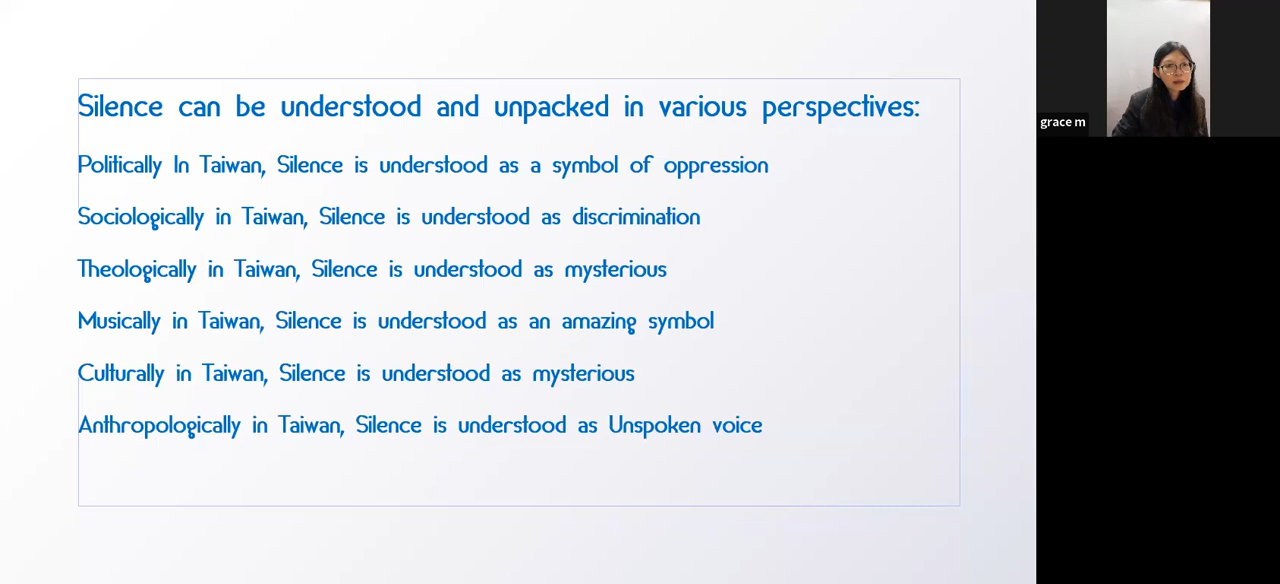 Silence can be understood and unpacked in various perspectives:
Politically In Taiwan, Silence is understood as a symbol of oppression
Sociologically in Taiwan, Silence is understood as discrimination
Theologically in Taiwan, Silence is understood as mysterious
Musically in Taiwan, Silence is understood as an amazing symbol
Culturally in Taiwan, Silence is understood as mysterious
Anthropologically in Taiwan, Silence is understood as Unspoken voice
grace m